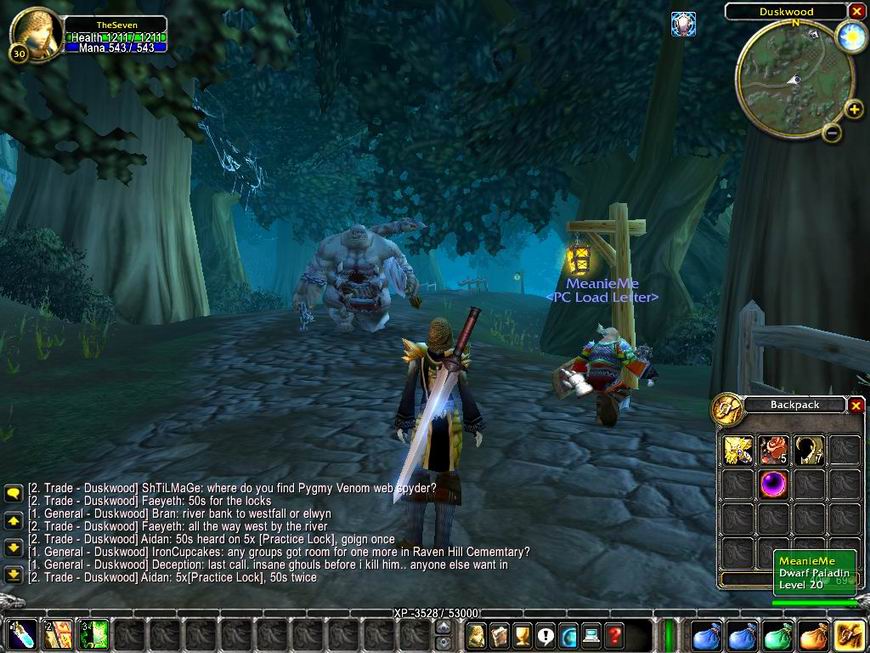 TheSeven
Health 1211 / 1211
Mana 543 / 543
30
Duskwood
N
MeanieMe
<PC Load Letter>
Backpack
5
7
[2. Trade - Duskwood] ShTiLMaGe: where do you find Pygmy Venom web spyder?
[2. Trade - Duskwood] Faeyeth: 50s for the locks
[1. General - Duskwood] Bran: river bank to westfall or elwyn
[2. Trade - Duskwood] Faeyeth: all the way west by the river
[2. Trade - Duskwood] Aidan: 50s heard on 5x [Practice Lock], goign once
[1. General - Duskwood] IronCupcakes: any groups got room for one more in Raven Hill Cememtary?
[1. General - Duskwood] Deception: last call. insane ghouls before i kill him.. anyone else want in
[2. Trade - Duskwood] Aidan: 5x[Practice Lock], 50s twice
MeanieMe
Dwarf Paladin
Level 20
69
XP -3528 / 53000
2
3